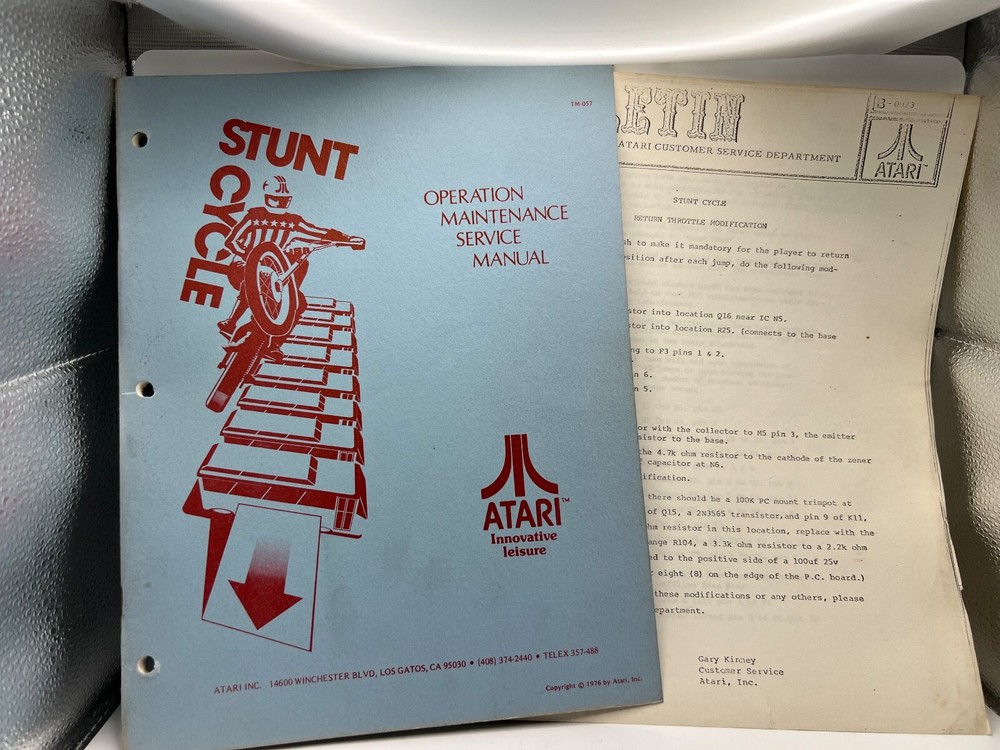 TM-057
STUNT
CYCLE
OPERATION
MAINTENANCE
SERVICE
MANUAL
ATARI™
Innovative
leisure
ATARI INC. 14600 WINCHESTER BLVD, LOS GATOS, CA 95030 • (408) 374-2440 • TELEX 357-488
Copyright © 1976 by Atari, Inc.
ETIN
ATARI CUSTOMER SERVICE DEPARTMENT
B-0023
ATARI™
STUNT CYCLE
RETURN THROTTLE MODIFICATION
sh to make it mandatory for the player to return
sition after each jump, do the following mod-
stor into location Q16 near IC N5.
tor into location R25. (connects to the base
ng to F3 pins 1 & 2.
n 6.
n 5.
or with the collector to M5 pin 3, the emitter
sistor to the base.
the 4.7k ohm resistor to the cathode of the zener
capacitor at N6.
ification.
there should be a 100K PC mount trimpot at
of Q15, a 2N3565 transistor, and pin 9 of K11,
hm resistor in this location, replace with the
ange R104, a 3.3k ohm resistor to a 2.2k ohm
ed to the positive side of a 100uf 25v
r eight (8) on the edge of the P.C. board.)
these modifications or any others, please
epartment.
Gary Kinney
Customer Service
Atari, Inc.